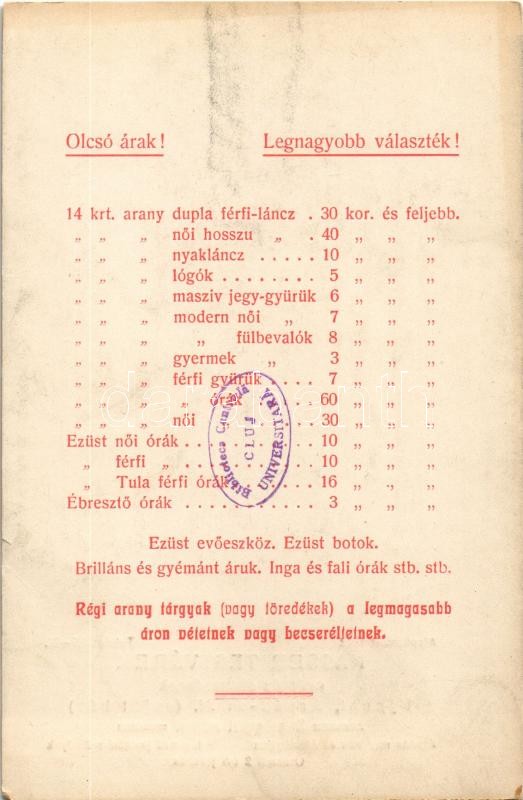 Olcsó árak! Legnagyobb választék!
14 krt. arany dupla férfi-láncz . 30 kor. és feljebb.
„ „ „ női hosszu „ . 40 „ „ „
„ „ „ nyakláncz . . . . . 10 „ „ „
„ „ „ lógók . . . . . . . 5 „ „ „
„ „ „ masziv jegy-gyürük 6 „ „ „
„ „ „ modern női „ 7 „ „ „
„ „ „ „ fülbevalók 8 „ „ „
„ „ „ gyermek „ 3 „ „ „
„ „ „ férfi gyürük . . . . 7 „ „ „
„ „ „ „ órák . . . . 60 „ „ „
„ „ „ női „ . . . . 30 „ „ „
Ezüst női órák . . . . . . . . . 10 „ „ „
„ férfi „ . . . . . . . . . 10 „ „ „
„ Tula férfi órák . . . . . 16 „ „ „
Ébresztő órák . . . . . . . . . . 3 „ „ „
Biblioteca Centrală
CLUJ
UNIVERSITARĂ
Ezüst evőeszköz. Ezüst botok.
Brilláns és gyémánt áruk. Inga és fali órák stb. stb.
Régi arany tárgyak (vagy töredékek) a legmagasabb
áron vétetnek vagy becseréltetnek.